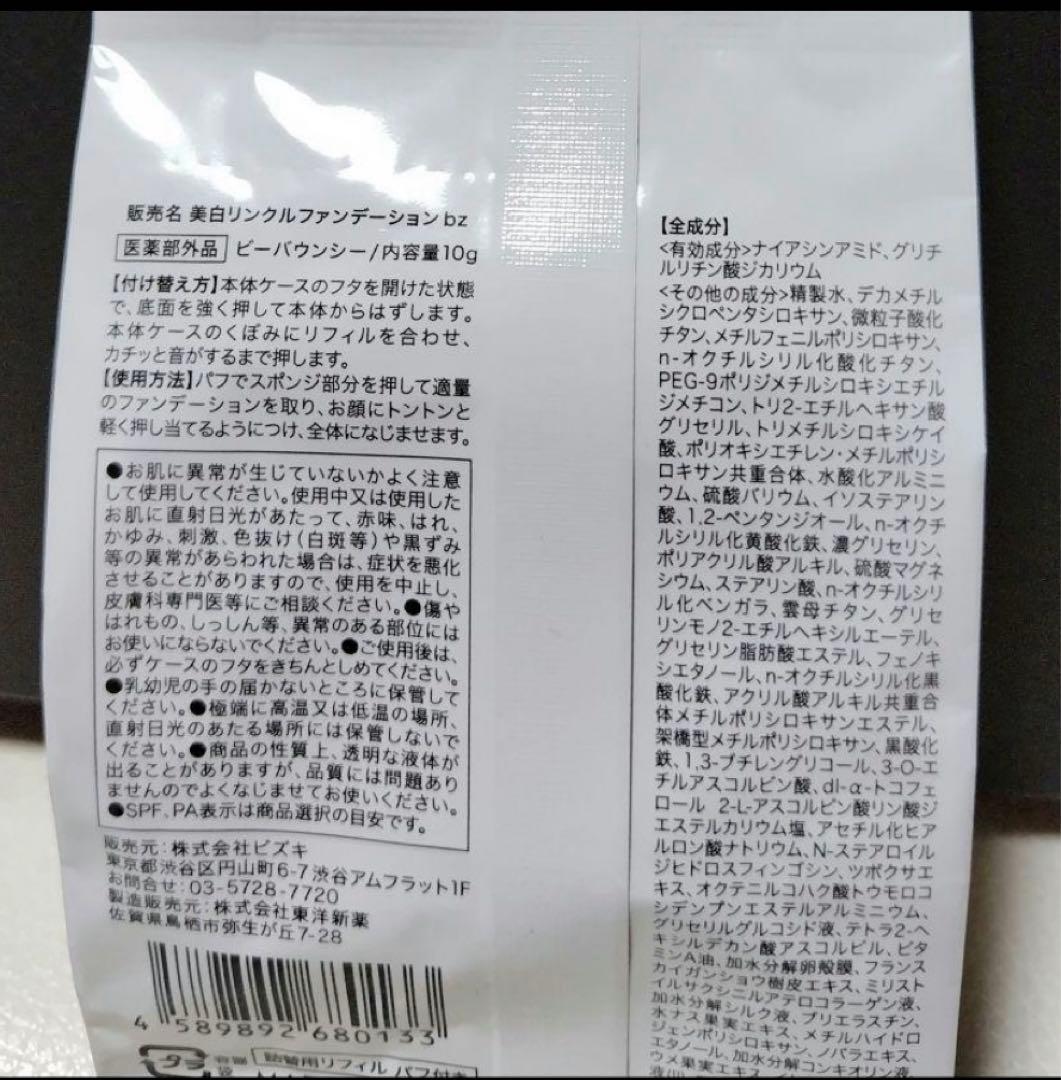 販売名 美白リンクルファンデーション bz
医薬部外品 ビーバウンシー/内容量10g
【付け替え方】本体ケースのフタを開けた状態
で、底面を強く押して本体からはずします。
本体ケースのくぼみにリフィルを合わせ、
カチッと音がするまで押します。
【使用方法】パフでスポンジ部分を押して適量
のファンデーションを取り、お顔にトントンと
軽く押し当てるようにつけ、全体になじませます。
●お肌に異常が生じていないかよく注意
して使用してください。使用中又は使用した
お肌に直射日光があたって、赤味、はれ、
かゆみ、刺激、色抜け(白斑等)や黒ずみ
等の異常があらわれた場合は、症状を悪化
させることがありますので、使用を中止し、
皮膚科専門医等にご相談ください。●傷や
はれもの、しっしん等、異常のある部位には
お使いにならないでください。●ご使用後は、
必ずケースのフタをきちんとしめてください。
●乳幼児の手の届かないところに保管して
ください。●極端に高温又は低温の場所、
直射日光のあたる場所には保管しないで
ください。●商品の性質上、透明な液体が
出ることがありますが、品質には問題あり
ませんのでよくなじませてお使いください。
●SPF、PA表示は商品選択の目安です。
販売元:株式会社ビズキ
東京都渋谷区円山町6-7 渋谷アムフラット1F
お問合せ:03-5728-7720
製造販売元:株式会社東洋新薬
佐賀県鳥栖市弥生が丘7-28
4 589892 680133
詰替用リフィル パフ付き
【全成分】
<有効成分>ナイアシンアミド、グリチ
ルリチン酸ジカリウム
<その他の成分>精製水、デカメチル
シクロペンタシロキサン、微粒子酸化
チタン、メチルフェニルポリシロキサン、
n-オクチルシリル化酸化チタン、
PEG-9ポリジメチルシロキシエチル
ジメチコン、トリ2-エチルヘキサン酸
グリセリル、トリメチルシロキシケイ
酸、ポリオキシエチレン・メチルポリシ
ロキサン共重合体、水酸化アルミニ
ウム、硫酸バリウム、イソステアリン
酸、1,2-ペンタンジオール、n-オクチ
ルシリル化黄酸化鉄、濃グリセリン、
ポリアクリル酸アルキル、硫酸マグネ
シウム、ステアリン酸、n-オクチルシリ
ル化ベンガラ、雲母チタン、グリセ
リンモノ2-エチルヘキシルエーテル、
グリセリン脂肪酸エステル、フェノキ
シエタノール、n-オクチルシリル化黒
酸化鉄、アクリル酸アルキル共重合
体メチルポリシロキサンエステル、
架橋型メチルポリシロキサン、黒酸化
鉄、1,3-ブチレングリコール、3-O-エ
チルアスコルビン酸、dl-α-トコフェ
ロール 2-L-アスコルビン酸リン酸ジ
エステルカリウム塩、アセチル化ヒア
ルロン酸ナトリウム、N-ステアロイル
ジヒドロスフィンゴシン、ツボクサエ
キス、オクテニルコハク酸トウモロコ
シデンプンエステルアルミニウム、
グリセリルグルコシド液、テトラ2-ヘ
キシルデカン酸アスコルビル、ビタ
ミンA油、加水分解卵殻膜、フランス
カイガンショウ樹皮エキス、ミリスト
イルサクシニルアテロコラーゲン液、
加水分解シルク液、プリエラスチン、
水ナス果実エキス、メチルハイドロ
ジェンポリシロキサン、ノバラエキス、
エタノール、加水分解コンキオリン液、
ウメ果実エキス